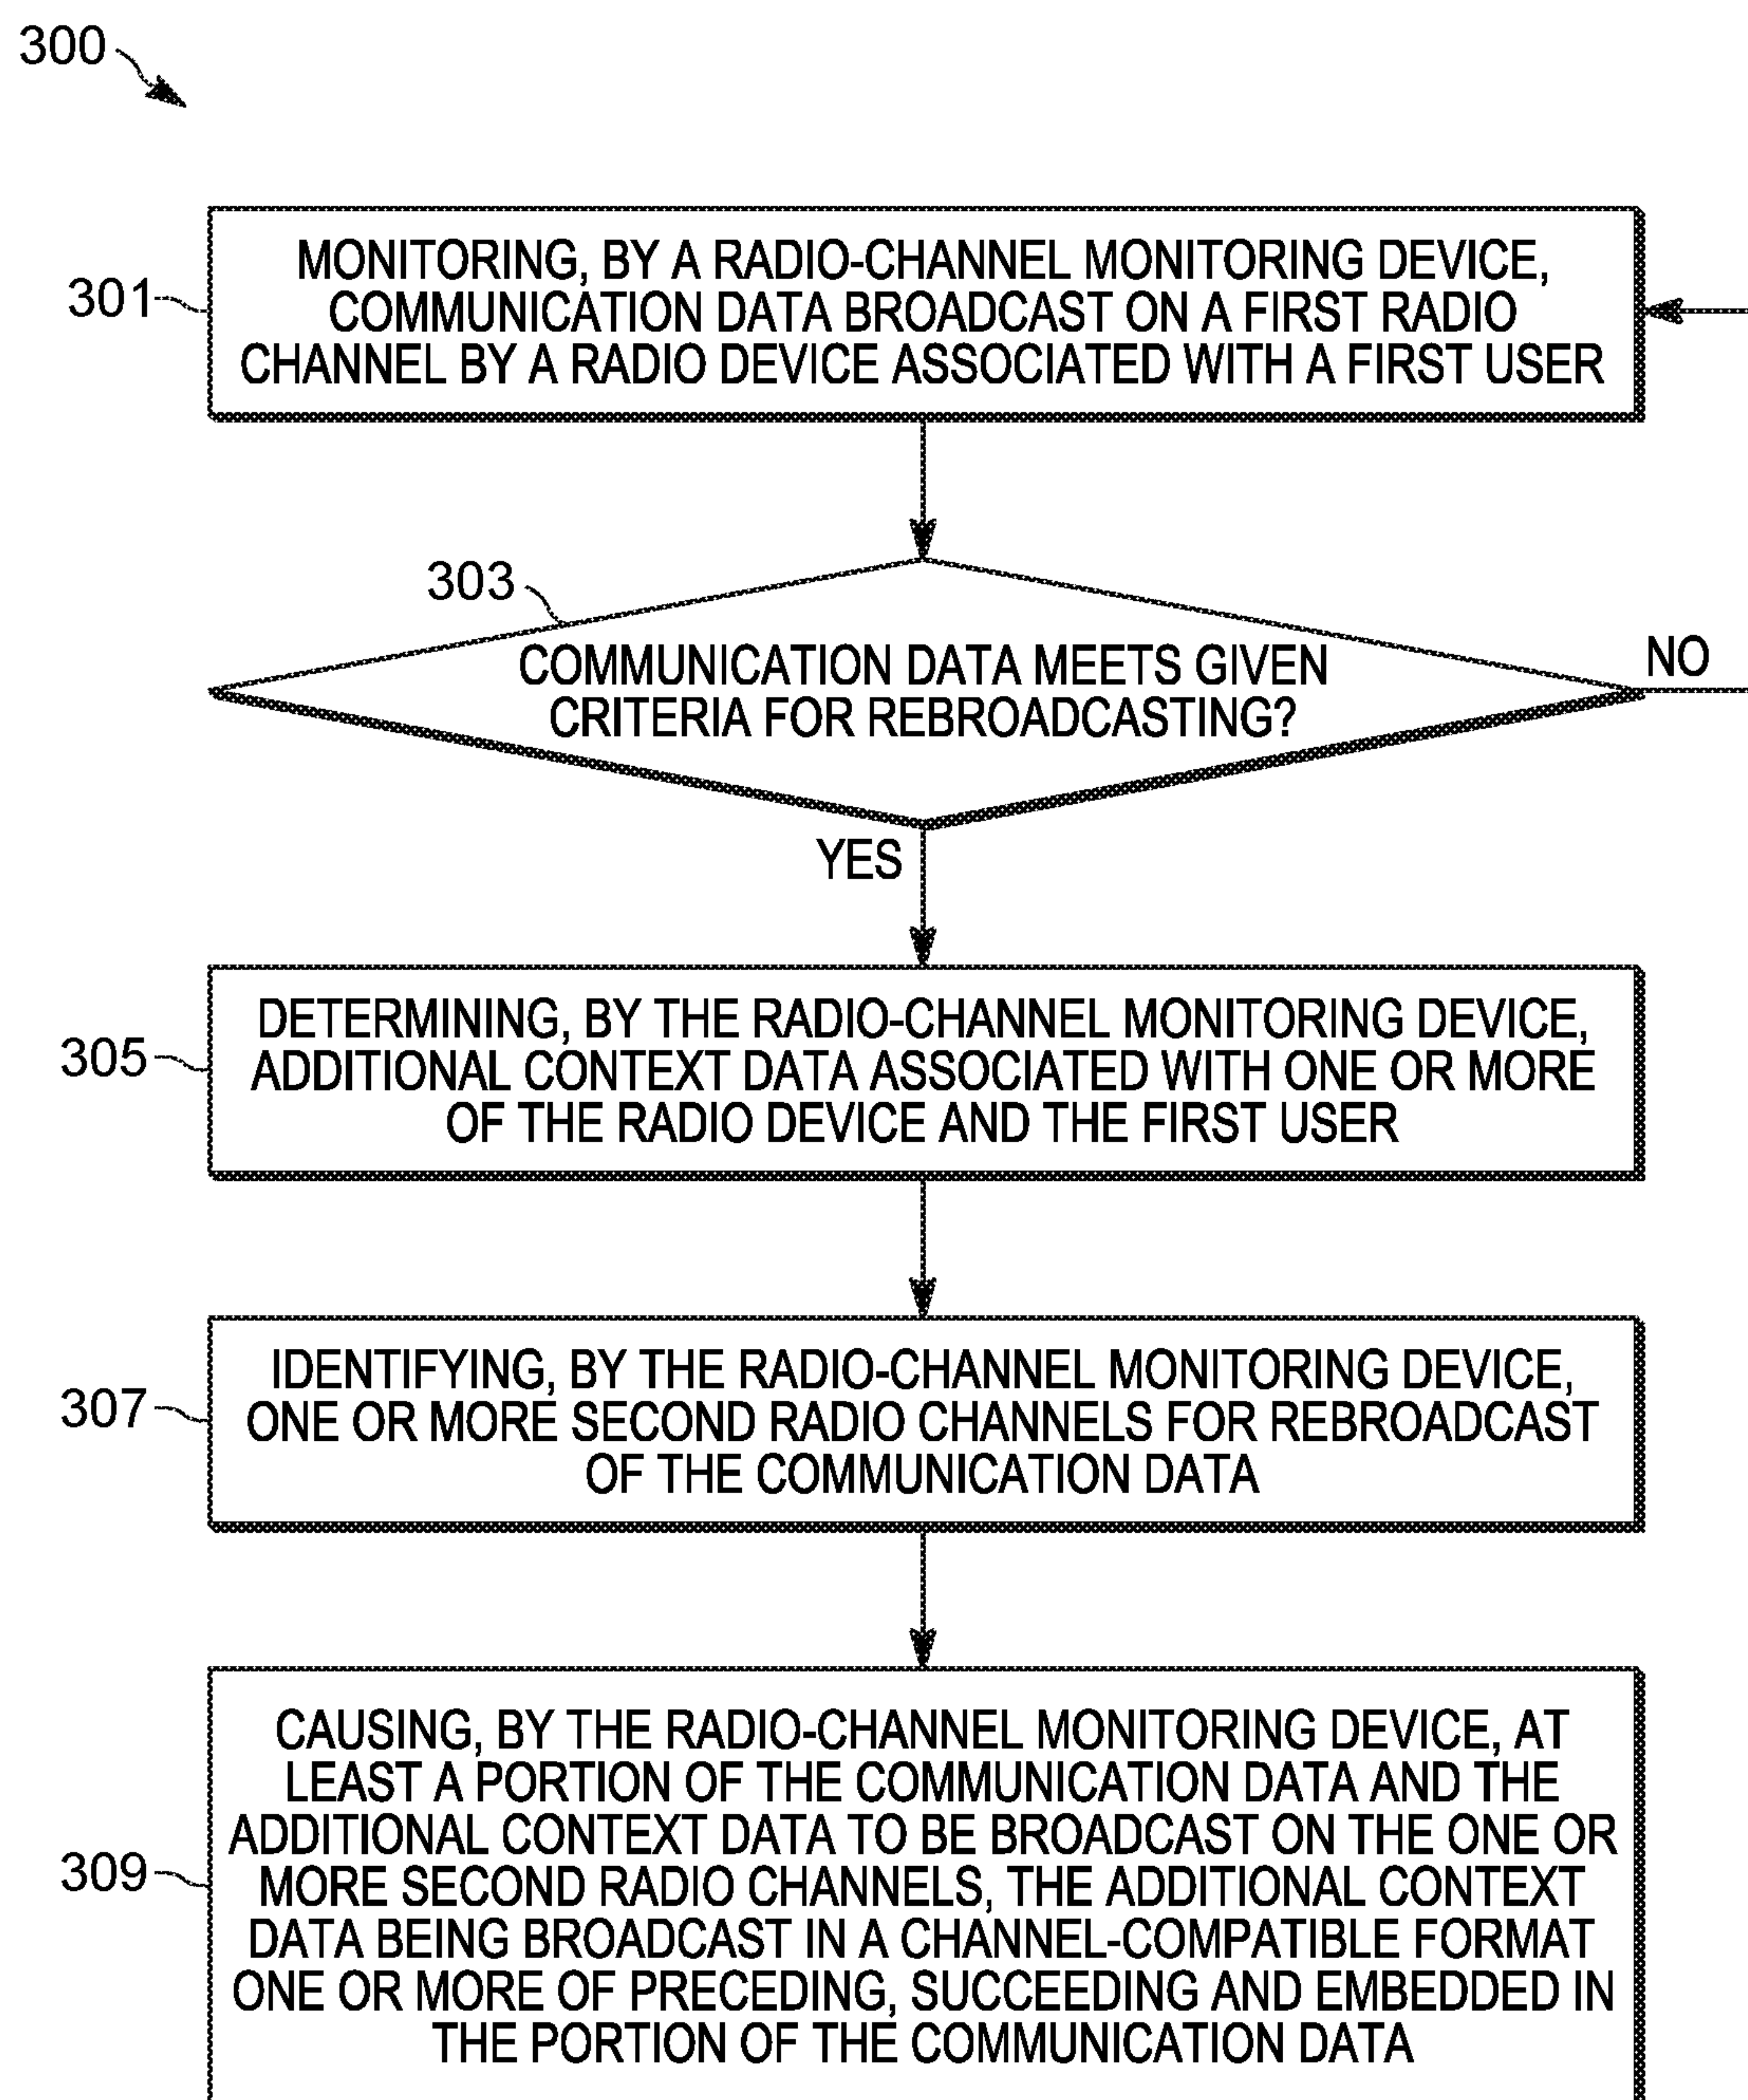 300
301
MONITORING, BY A RADIO-CHANNEL MONITORING DEVICE,
COMMUNICATION DATA BROADCAST ON A FIRST RADIO
CHANNEL BY A RADIO DEVICE ASSOCIATED WITH A FIRST USER
303
COMMUNICATION DATA MEETS GIVEN
CRITERIA FOR REBROADCASTING?
NO
YES
305
DETERMINING, BY THE RADIO-CHANNEL MONITORING DEVICE,
ADDITIONAL CONTEXT DATA ASSOCIATED WITH ONE OR MORE
OF THE RADIO DEVICE AND THE FIRST USER
307
IDENTIFYING, BY THE RADIO-CHANNEL MONITORING DEVICE,
ONE OR MORE SECOND RADIO CHANNELS FOR REBROADCAST
OF THE COMMUNICATION DATA
309
CAUSING, BY THE RADIO-CHANNEL MONITORING DEVICE, AT
LEAST A PORTION OF THE COMMUNICATION DATA AND THE
ADDITIONAL CONTEXT DATA TO BE BROADCAST ON THE ONE OR
MORE SECOND RADIO CHANNELS, THE ADDITIONAL CONTEXT
DATA BEING BROADCAST IN A CHANNEL-COMPATIBLE FORMAT
ONE OR MORE OF PRECEDING, SUCCEEDING AND EMBEDDED IN
THE PORTION OF THE COMMUNICATION DATA